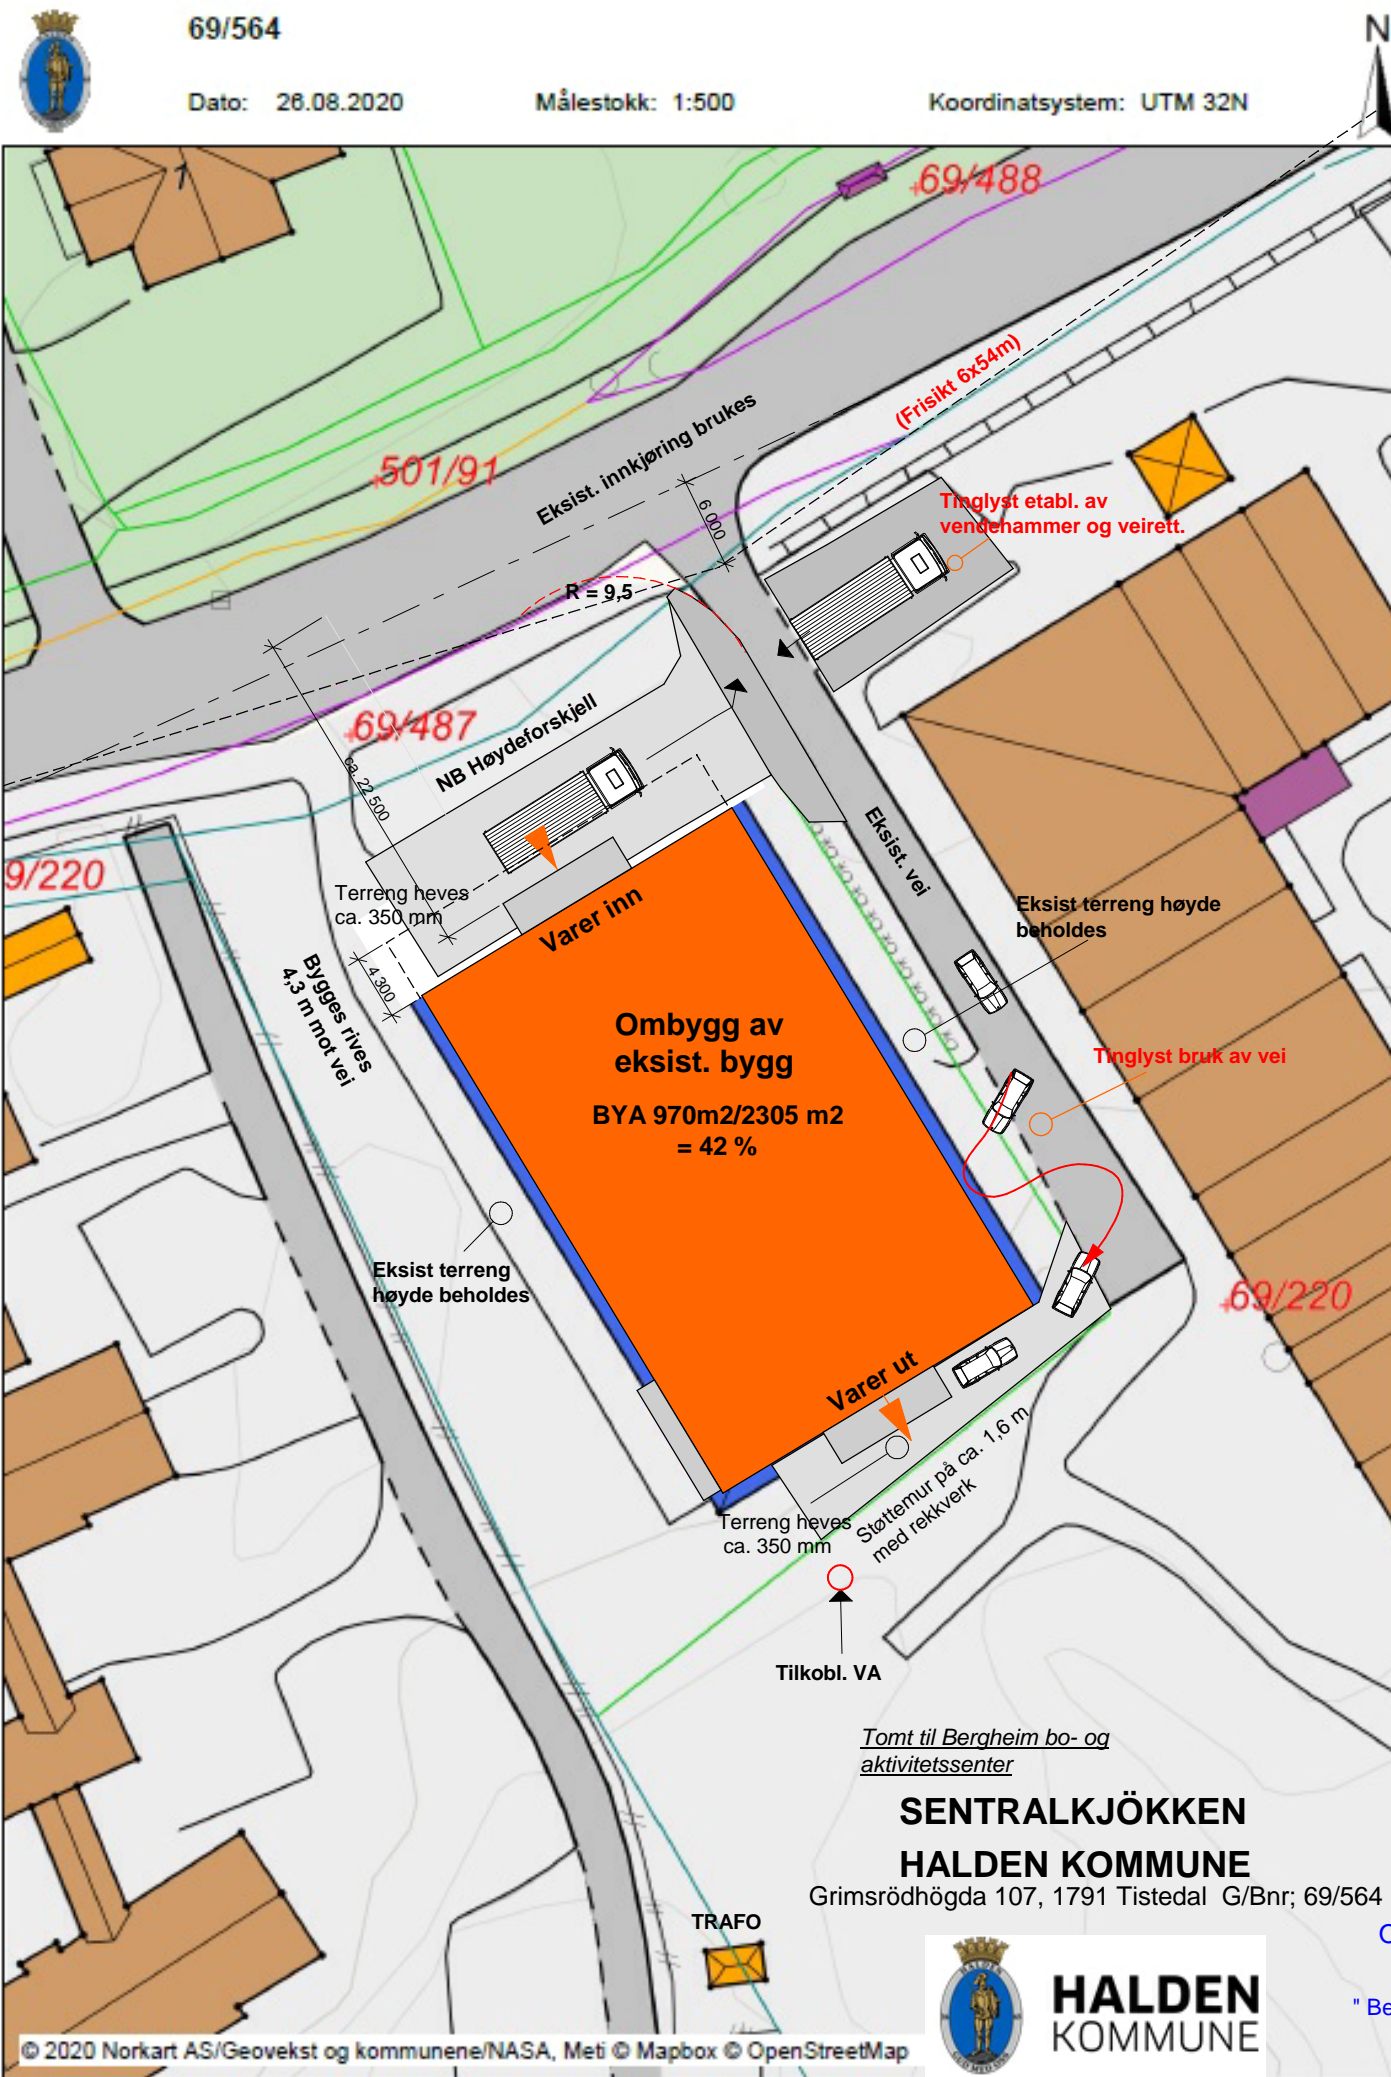 69/564
N
Dato: 26.08.2020
Målestokk: 1:500
Koordinatsystem: UTM 32N
1
69/488
(Frisikt 6x54m)
Eksist. innkjøring brukes
501/91
6 000
Tinglyst etabl. av
vendehammer og veirett.
R = 9,5
69/487
NB Høydeforskjell
ca. 22 500
Eksist. vei
9/220
Terreng heves
ca. 350 mm
Varer inn
Eksist terreng høyde
beholdes
Bygges rives
4,3 m mot vei
4 300
Ombygg av
eksist. bygg
BYA 970m2/2305 m2
= 42 %
Tinglyst bruk av vei
Eksist terreng
høyde beholdes
69/220
Varer ut
Støttemur på ca. 1,6 m
med rekkverk
Terreng heves
ca. 350 mm
Tilkobl. VA
Tomt til Bergheim bo- og
aktivitetssenter
SENTRALKJÖKKEN
HALDEN KOMMUNE
Grimsrödhögda 107, 1791 Tistedal G/Bnr; 69/564
TRAFO
HALDEN
HALDEN
KOMMUNE
" Be
© 2020 Norkart AS/Geovekst og kommunene/NASA, Meti © Mapbox © OpenStreetMap